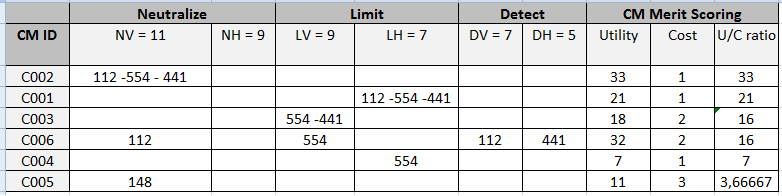 Neutralize Limit Detect CM Merit Scoring
CM ID NV = 11 NH = 9 LV = 9 LH = 7 DV = 7 DH = 5 Utility Cost U/C ratio
C002 112 -554 - 441 33 1 33
C001 112 -554 -441 21 1 21
C003 554 -441 18 2 16
C006 112 554 112 441 32 2 16
C004 554 7 1 7
C005 148 11 3 3,66667